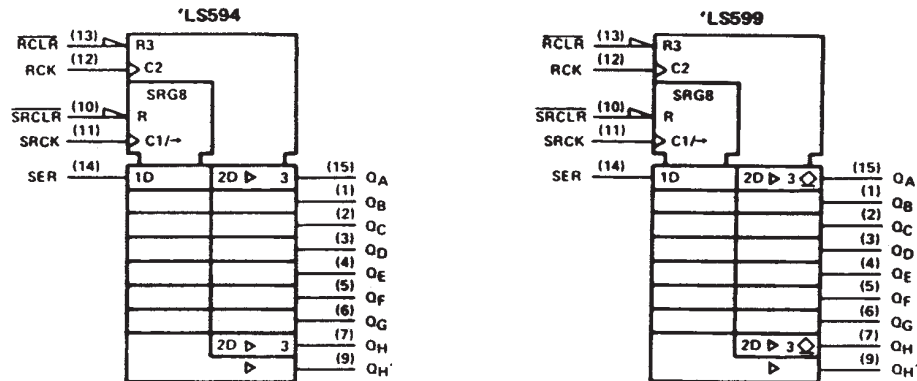 'LS594
RCLR (13) R3
RCK (12) C2
SRG8
SRCLR (10) R
SRCK (11) C1/→
SER (14) 1D 2D ▷ 3 (15) QA
(1) QB
(2) QC
(3) QD
(4) QE
(5) QF
(6) QG
2D ▷ 3 (7) QH
▷ (9) QH'
'LS599
RCLR (13) R3
RCK (12) C2
SRG8
SRCLR (10) R
SRCK (11) C1/→
SER (14) 1D 2D ▷ 3 (15) QA
(1) QB
(2) QC
(3) QD
(4) QE
(5) QF
(6) QG
2D ▷ 3 (7) QH
▷ (9) QH'